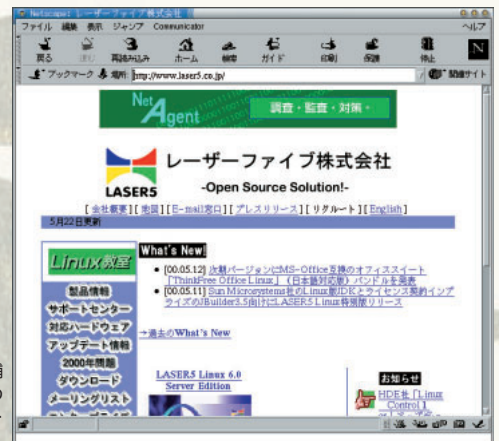 Netscape: レーザーファイブ株式会社
ファイル 編集 表示 ジャンプ Communicator ヘルプ
戻る 再読み込み ホーム 検索 ガイド 印刷 保護 停止 N
ブックマーク 場所: http://www.laser5.co.jp/ 関連サイト
Net Agent
調査・監査・対策・
レーザーファイブ株式会社
LASER5 -Open Source Solution!-
[会社概要][地図][E-mail窓口][プレスリリース][リクルート][English]
5月22日更新
Linux教室
製品情報
サポートセンター
対応ハードウェア
アップデート情報
2000年問題
ダウンロード
メーリングリスト
What's New!
[00.05.12] 次期バージョンにMS-Office互換のオフィススイート
「ThinkFree Office Linux」(日本語対応版) バンドルを発表
[00.05.11] Sun Microsystems社のLinux版JDKとライセンス契約インプ
ライズのJBuilder3.5向けにLASER5 Linux特別版リリース
→過去のWhat's New
LASER5 Linux 6.0
Server Edition
お知らせ
HDE社「Linux
Control 1